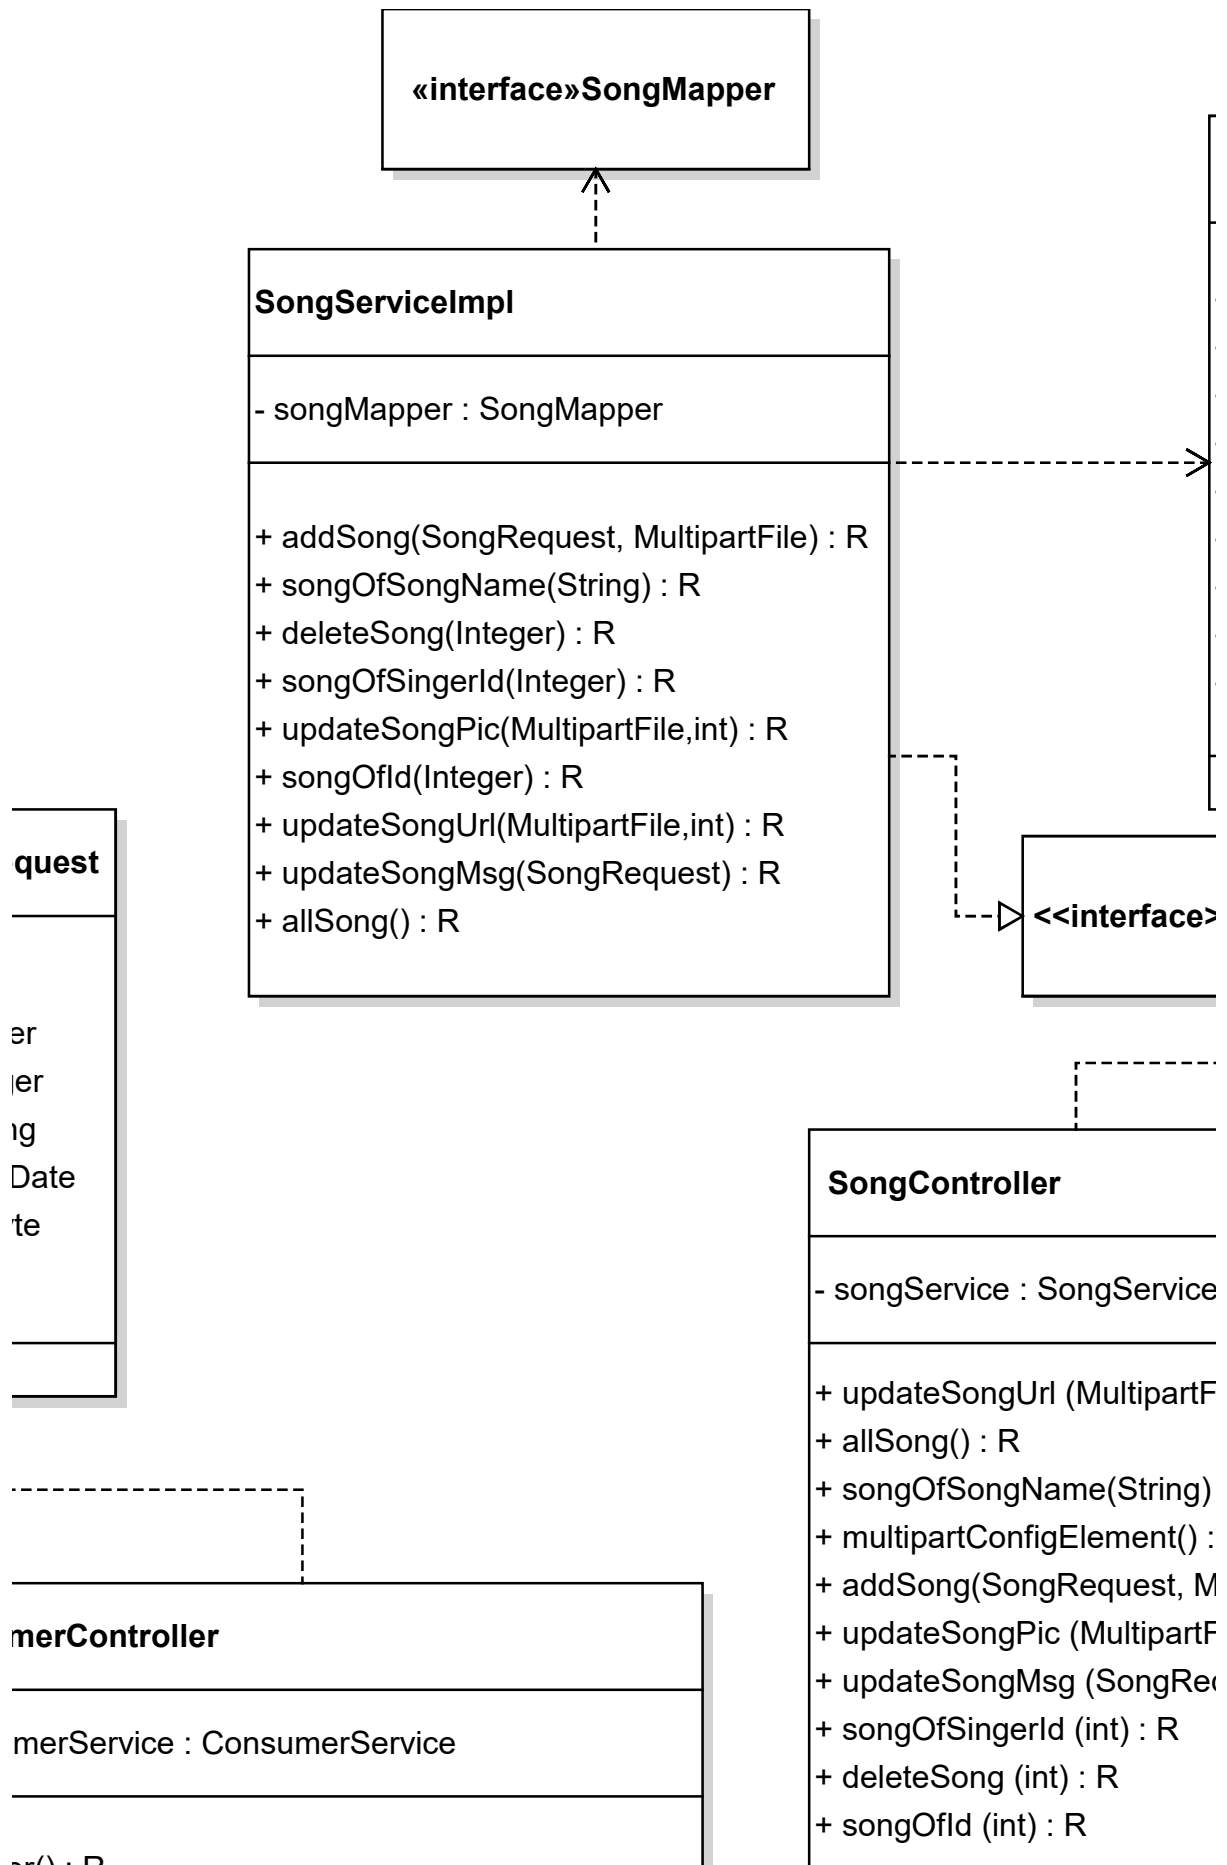 «interface»SongMapper
SongServiceImpl
- songMapper : SongMapper
+ addSong(SongRequest, MultipartFile) : R
+ songOfSongName(String) : R
+ deleteSong(Integer) : R
+ songOfSingerId(Integer) : R
+ updateSongPic(MultipartFile,int) : R
+ songOfId(Integer) : R
+ updateSongUrl(MultipartFile,int) : R
+ updateSongMsg(SongRequest) : R
+ allSong() : R
<<interface>
quest
er
ger
ng
Date
te
SongController
- songService : SongService
+ updateSongUrl (MultipartF
+ allSong() : R
+ songOfSongName(String)
+ multipartConfigElement() :
+ addSong(SongRequest, M
+ updateSongPic (MultipartF
+ updateSongMsg (SongRec
+ songOfSingerId (int) : R
+ deleteSong (int) : R
+ songOfId (int) : R
merController
merService : ConsumerService